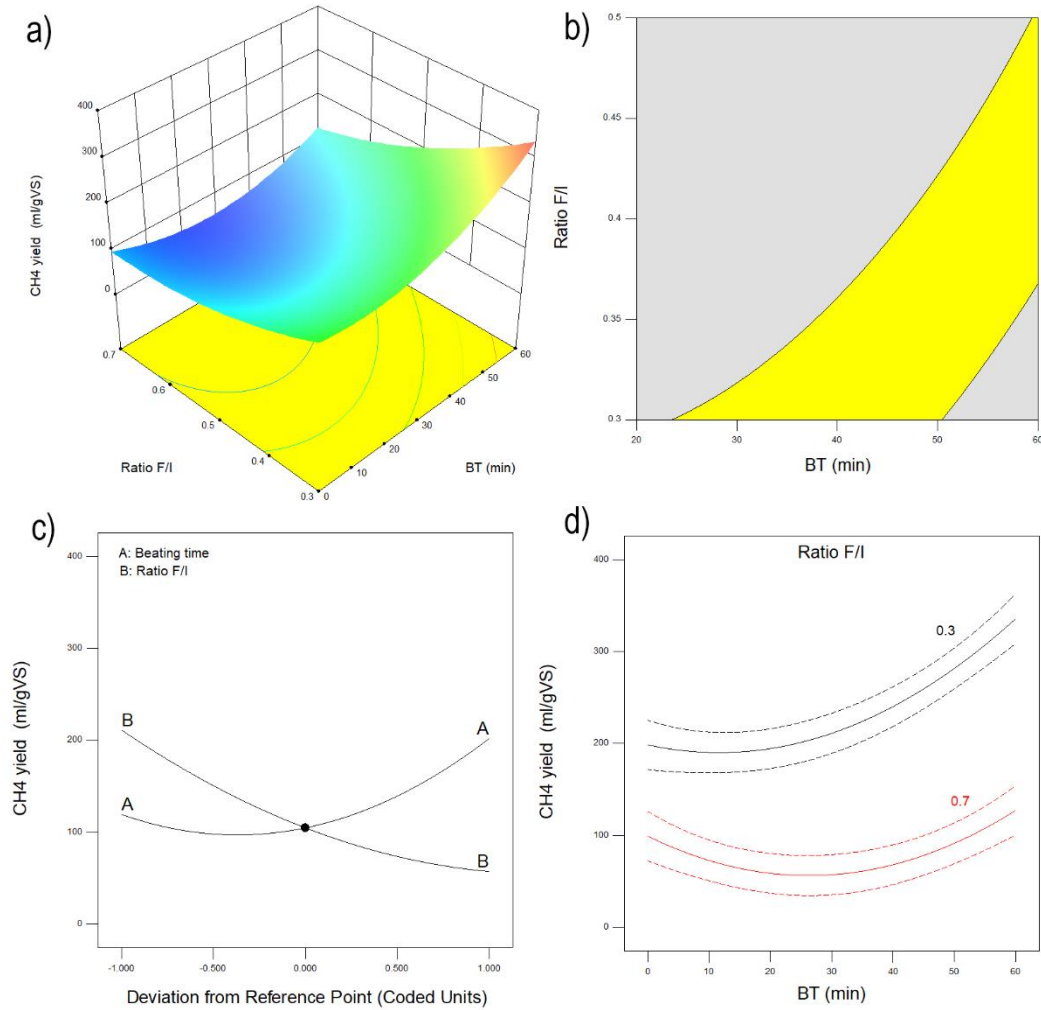 a)
400
300
200
100
0
CH4 yield (ml/gVS)
0.7
0.6
0.5
0.4
0.3
Ratio F/I
0
10
20
30
40
50
60
BT (min)
b)
0.5
0.45
0.4
0.35
0.3
Ratio F/I
20
30
40
50
60
BT (min)
c)
A: Beating time
B: Ratio F/I
400
300
200
100
0
CH4 yield (ml/gVS)
B
A
A
B
-1.000
-0.500
0.000
0.500
1.000
Deviation from Reference Point (Coded Units)
d)
Ratio F/I
400
300
200
100
0
CH4 yield (ml/gVS)
0.3
0.7
0
10
20
30
40
50
60
BT (min)